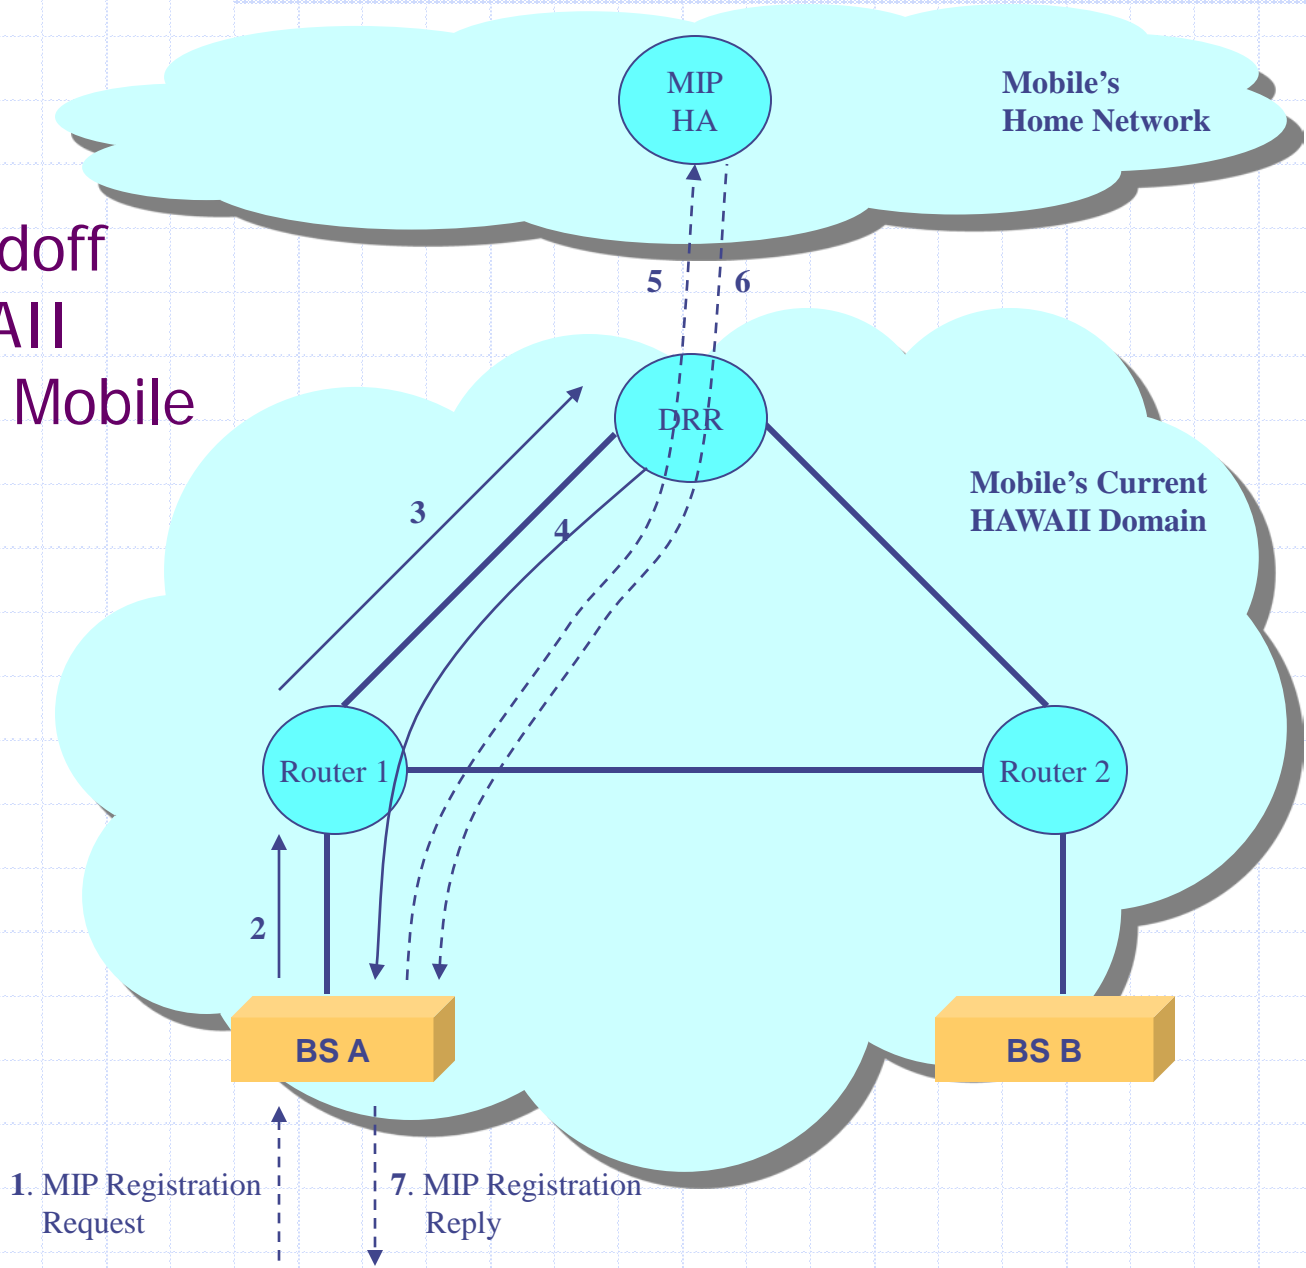 MIP
HA
Mobile's
Home Network
doff
AII
Mobile
5
6
DRR
Mobile's Current
HAWAII Domain
3
4
Router 1
Router 2
2
BS A
BS B
1. MIP Registration
Request
7. MIP Registration
Reply